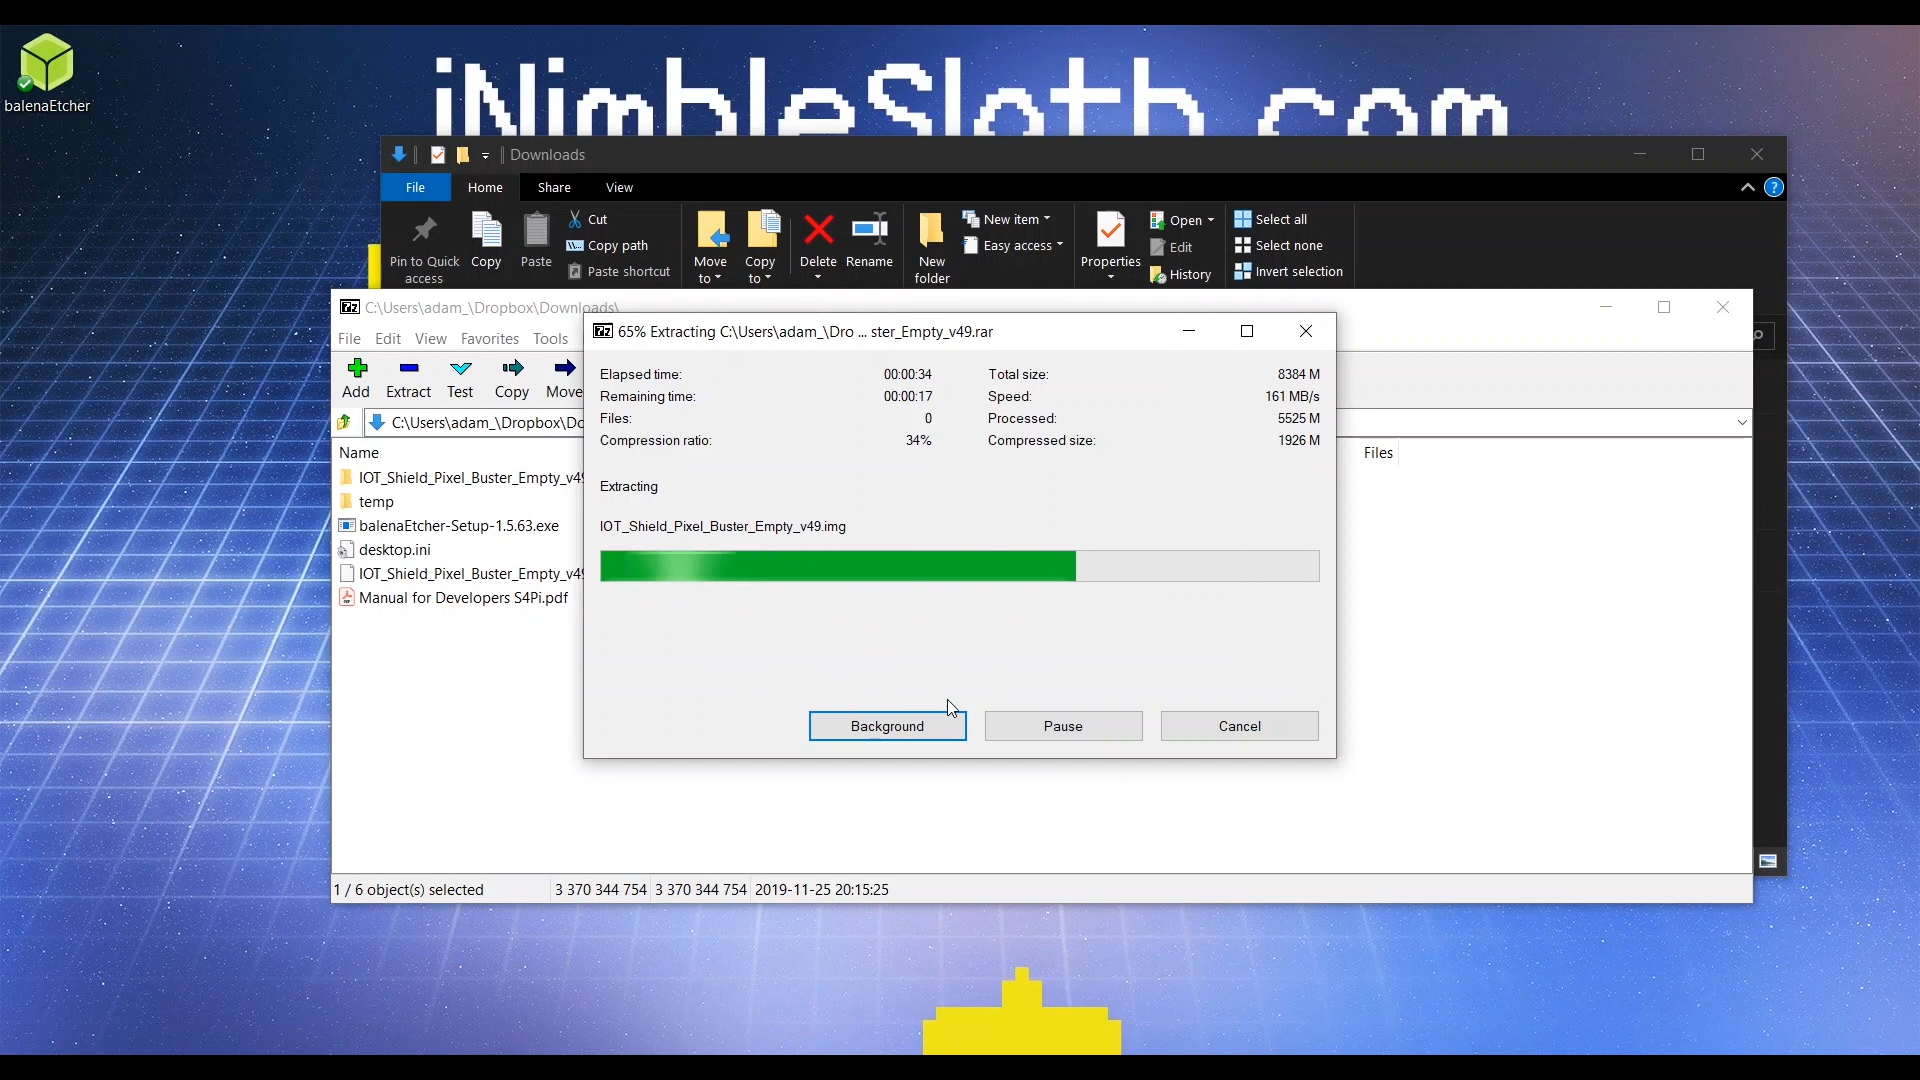 balenaEtcher
iNimbleSloth.com
Downloads
File Home Share View
Pin to Quick access
Copy
Paste
Cut
Copy path
Paste shortcut
Move to
Copy to
Delete
Rename
New folder
New item
Easy access
Properties
Open
Edit
History
Select all
Select none
Invert selection
C:\Users\adam_\Dropbox\Downloads\
File Edit View Favorites Tools
Add Extract Test Copy Move
C:\Users\adam_\Dropbox\Do
Name
Files
IOT_Shield_Pixel_Buster_Empty_v49
temp
balenaEtcher-Setup-1.5.63.exe
desktop.ini
IOT_Shield_Pixel_Buster_Empty_v49
Manual for Developers S4Pi.pdf
1 / 6 object(s) selected 3 370 344 754 3 370 344 754 2019-11-25 20:15:25
65% Extracting C:\Users\adam_\Dro ... ster_Empty_v49.rar
Elapsed time: 00:00:34 Total size: 8384 M
Remaining time: 00:00:17 Speed: 161 MB/s
Files: 0 Processed: 5525 M
Compression ratio: 34% Compressed size: 1926 M
Extracting
IOT_Shield_Pixel_Buster_Empty_v49.img
Background Pause Cancel